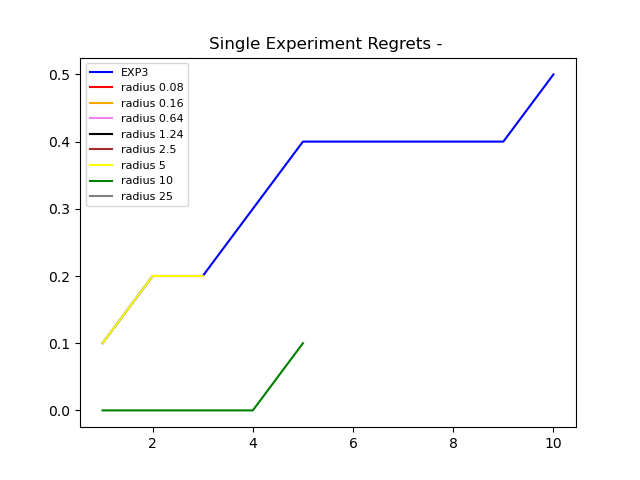 Single Experiment Regrets -
0.5
0.4
0.3
0.2
0.1
0.0
EXP3
radius 0.08
radius 0.16
radius 0.64
radius 1.24
radius 2.5
radius 5
radius 10
radius 25
2 4 6 8 10